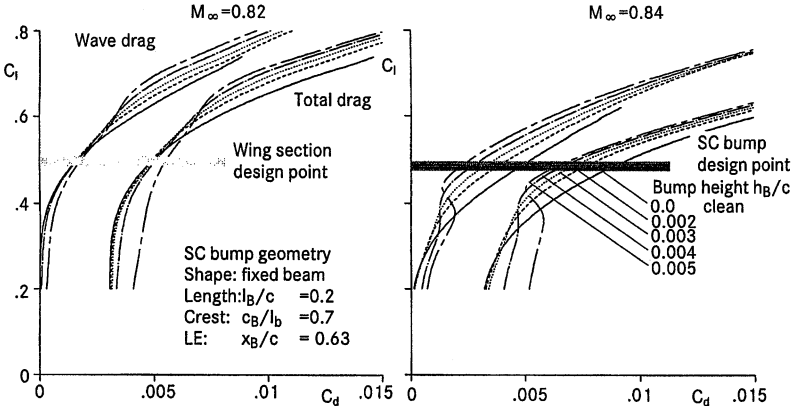 M∞=0.82
M∞=0.84
.8
Cl
.6
.4
.2
0
Wave drag
Total drag
Wing section
design point
SC bump geometry
Shape: fixed beam
Length:lB/c =0.2
Crest: cB/lb =0.7
LE: xB/c = 0.63
0 .005 .01 Cd .015
Cl
SC bump
design point
Bump height hB/c
0.0 clean
0.002
0.003
0.004
0.005
0 .005 Cd .01 .015